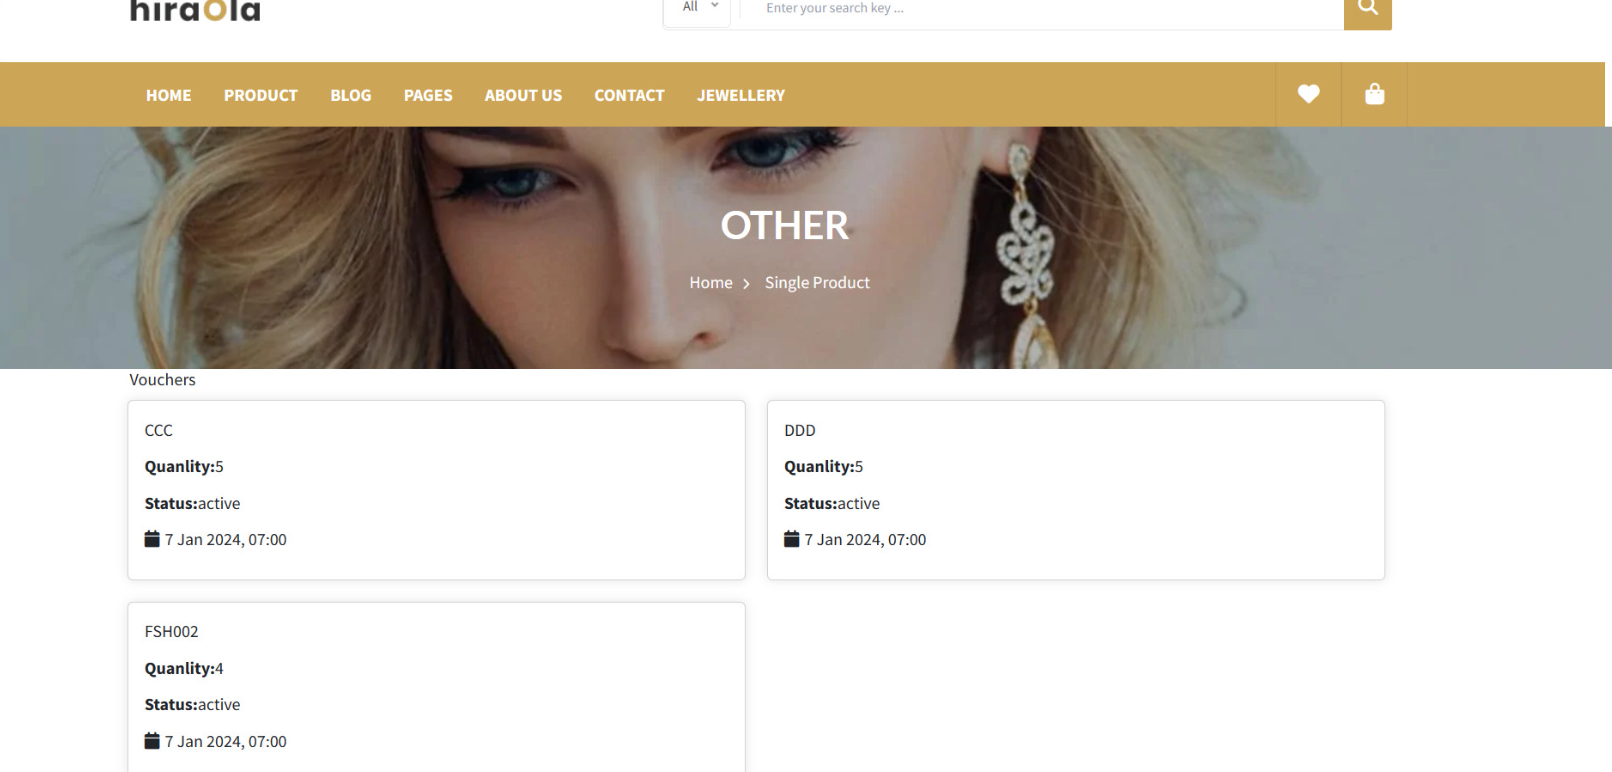 hiraola
All
Enter your search key ...
HOME PRODUCT BLOG PAGES ABOUT US CONTACT JEWELLERY
OTHER
Home > Single Product
Vouchers
CCC
Quanlity:5
Status:active
7 Jan 2024, 07:00
DDD
Quanlity:5
Status:active
7 Jan 2024, 07:00
FSH002
Quanlity:4
Status:active
7 Jan 2024, 07:00